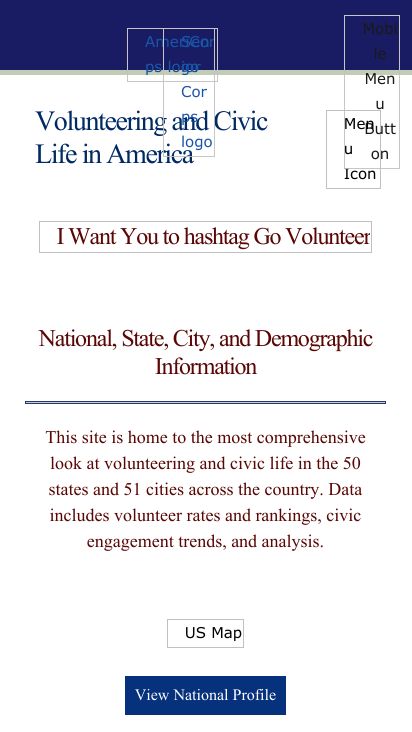 AmeriCorps logo
Senior Corps logo
Mobile Menu Button
Volunteering and Civic
Life in America
Menu Icon
I Want You to hashtag Go Volunteer
National, State, City, and Demographic
Information
This site is home to the most comprehensive
look at volunteering and civic life in the 50
states and 51 cities across the country. Data
includes volunteer rates and rankings, civic
engagement trends, and analysis.
US Map
View National Profile